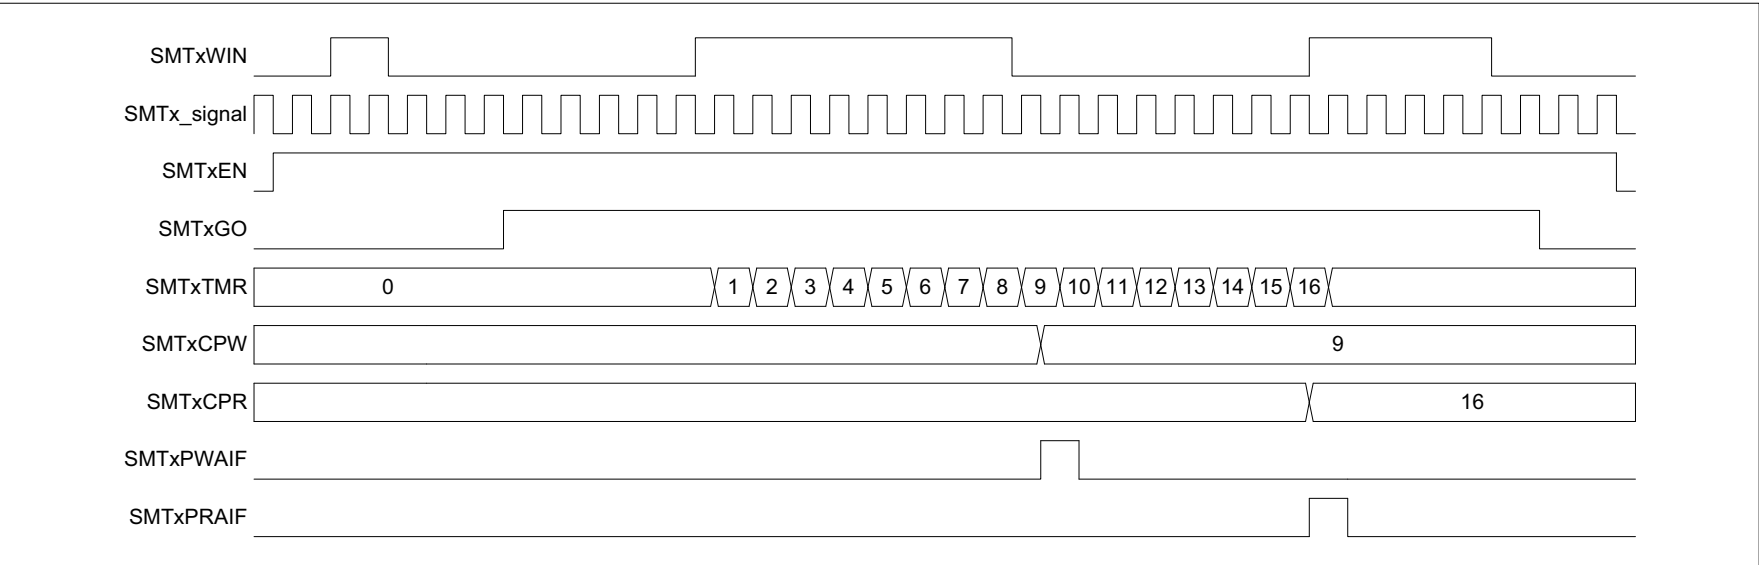 SMTxWIN
SMTx_signal
SMTxEN
SMTxGO
SMTxTMR 0 1 2 3 4 5 6 7 8 9 10 11 12 13 14 15 16
SMTxCPW 9
SMTxCPR 16
SMTxPWAIF
SMTxPRAIF